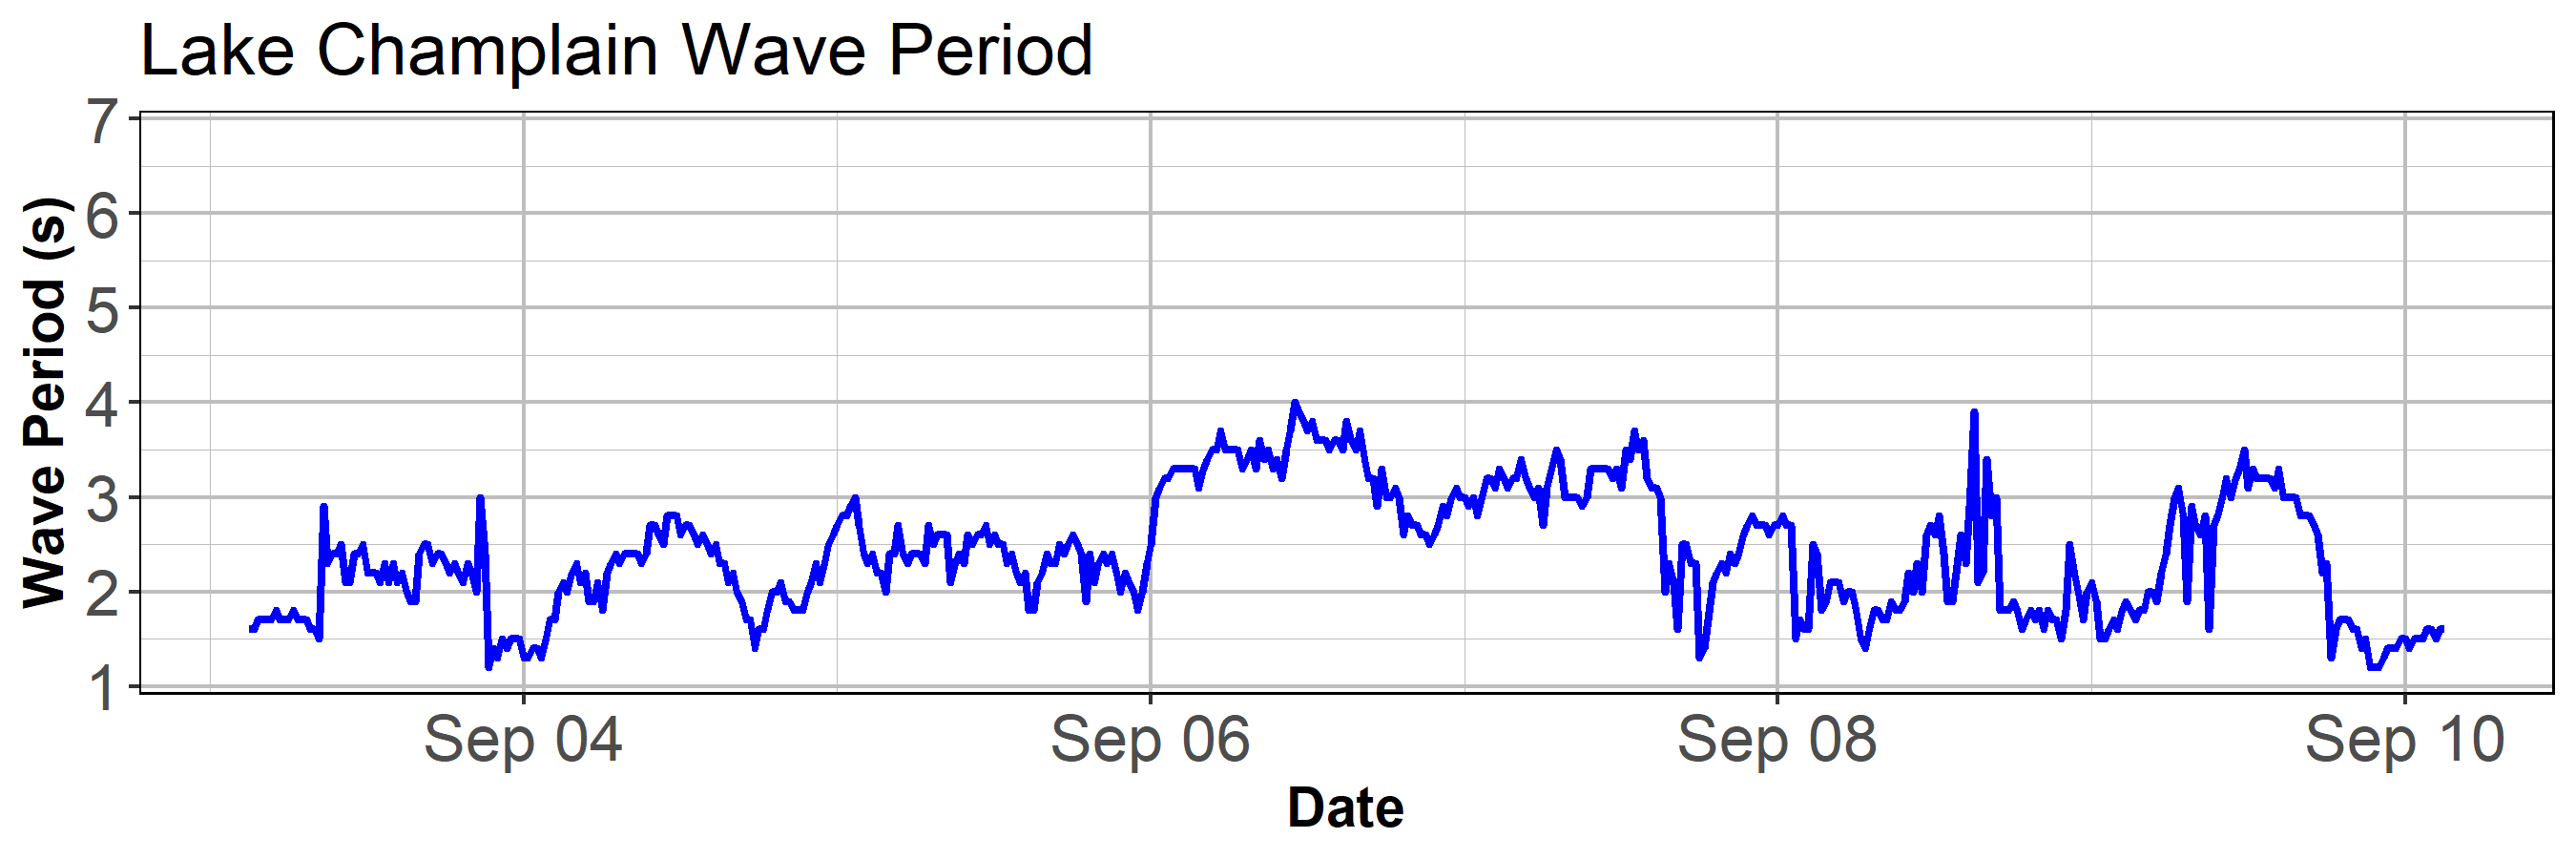 Lake Champlain Wave Period
Wave Period (s)
7
6
5
4
3
2
1
Sep 04
Sep 06
Sep 08
Sep 10
Date